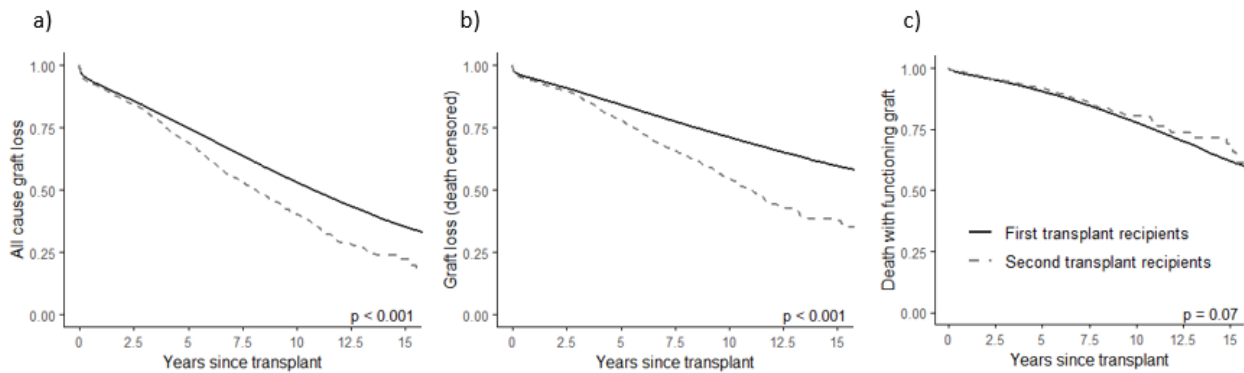 a)
All cause graft loss
1.00
0.75
0.50
0.25
0.00
p < 0.001
0 2.5 5 7.5 10 12.5 15
Years since transplant
b)
Graft loss (death censored)
1.00
0.75
0.50
0.25
0.00
p < 0.001
0 2.5 5 7.5 10 12.5 15
Years since transplant
c)
Death with functioning graft
1.00
0.75
0.50
0.25
0.00
First transplant recipients
Second transplant recipients
p = 0.07
0 2.5 5 7.5 10 12.5 15
Years since transplant